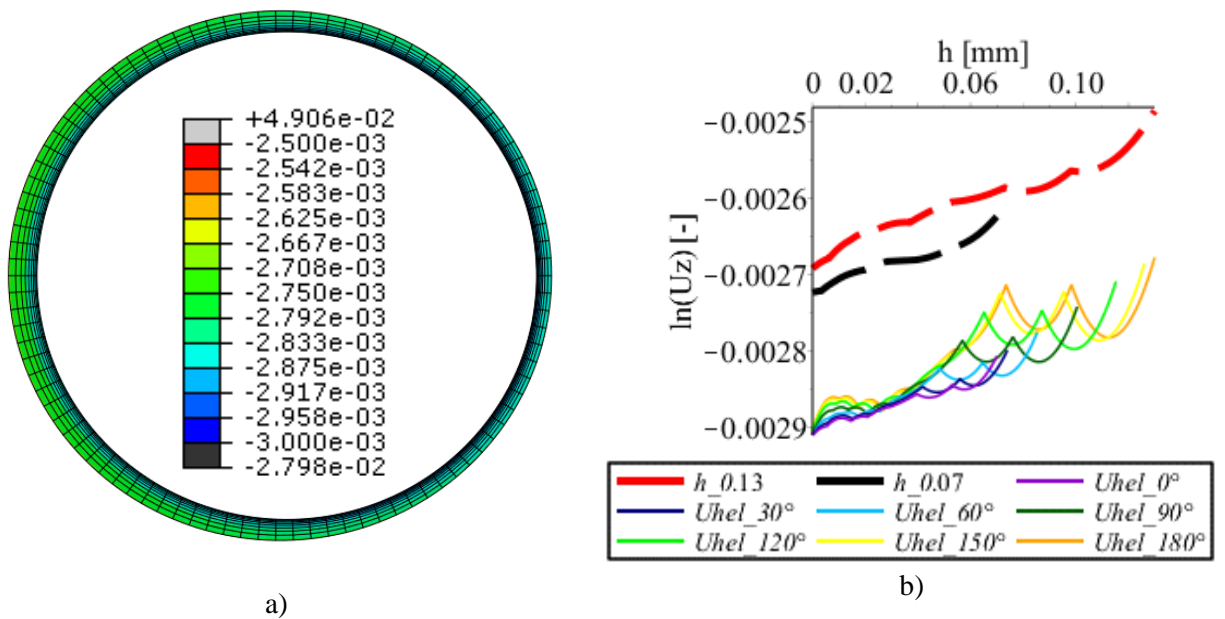 +4.906e-02
-2.500e-03
-2.542e-03
-2.583e-03
-2.625e-03
-2.667e-03
-2.708e-03
-2.750e-03
-2.792e-03
-2.833e-03
-2.875e-03
-2.917e-03
-2.958e-03
-3.000e-03
-2.798e-02
a)
h [mm]
0 0.02 0.06 0.10
ln(Uz) [-]
−0.0025
−0.0026
−0.0027
−0.0028
−0.0029
h_0.13 h_0.07 Uhel_0°
Uhel_30° Uhel_60° Uhel_90°
Uhel_120° Uhel_150° Uhel_180°
b)